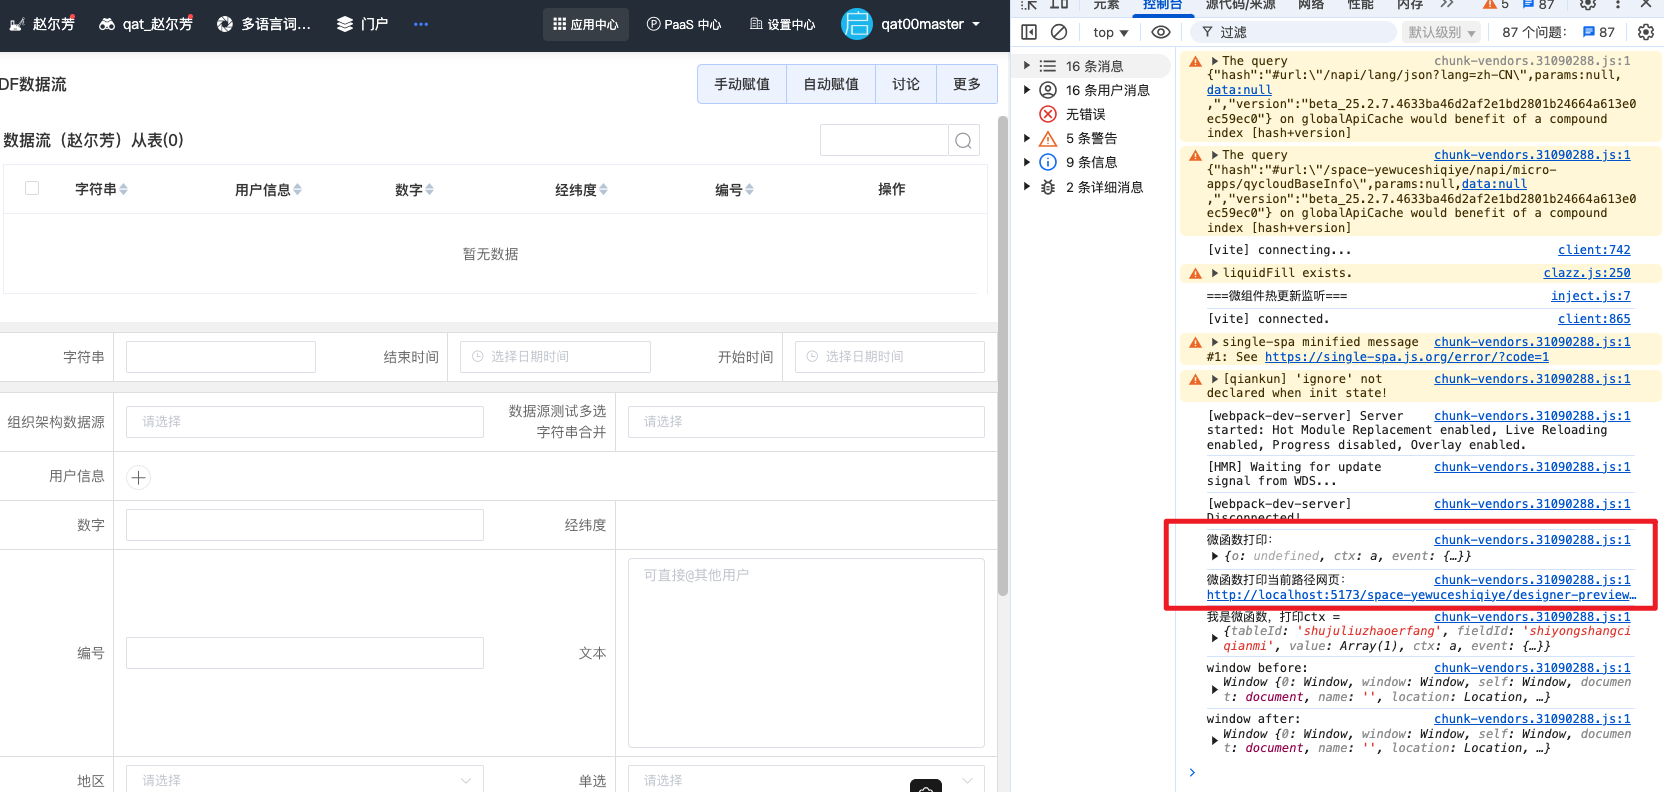 赵尔芳
qat_赵尔芳
多语言词...
门户
应用中心
PaaS 中心
设置中心
启
qat00master
DF数据流
手动赋值
自动赋值
讨论
更多
数据流（赵尔芳）从表(0)
字符串
用户信息
数字
经纬度
编号
操作
暂无数据
字符串
结束时间
选择日期时间
开始时间
选择日期时间
组织架构数据源
请选择
数据源测试多选
字符串合并
请选择
用户信息
数字
经纬度
编号
文本
可直接@其他用户
地区
请选择
单选
请选择
元素
控制台
源代码/来源
网络
性能
内存
5
87
top
过滤
默认级别
87 个问题：
87
16 条消息
16 条用户消息
无错误
5 条警告
9 条信息
2 条详细消息
The query
chunk-vendors.31090288.js:1
{"hash":"#url:\"/napi/lang/json?lang=zh-CN\",params:null,
data:null
,","version":"beta_25.2.7.4633ba46d2af2e1bd2801b24664a613e0
ec59ec0"} on globalApiCache would benefit of a compound
index [hash+version]
The query
chunk-vendors.31090288.js:1
{"hash":"#url:\"/space-yewuceshiqiye/napi/micro-
apps/qycloudBaseInfo\",params:null,data:null
,","version":"beta_25.2.7.4633ba46d2af2e1bd2801b24664a613e0
ec59ec0"} on globalApiCache would benefit of a compound
index [hash+version]
[vite] connecting...
client:742
liquidFill exists.
clazz.js:250
===微组件热更新监听===
inject.js:7
[vite] connected.
client:865
single-spa minified message
chunk-vendors.31090288.js:1
#1: See https://single-spa.js.org/error/?code=1
[qiankun] 'ignore' not
chunk-vendors.31090288.js:1
declared when init state!
[webpack-dev-server] Server
chunk-vendors.31090288.js:1
started: Hot Module Replacement enabled, Live Reloading
enabled, Progress disabled, Overlay enabled.
[HMR] Waiting for update
chunk-vendors.31090288.js:1
signal from WDS...
[webpack-dev-server]
chunk-vendors.31090288.js:1
Disconnected!
微函数打印：
chunk-vendors.31090288.js:1
{o: undefined, ctx: a, event: {…}}
微函数打印当前路径网页：
chunk-vendors.31090288.js:1
http://localhost:5173/space-yewuceshiqiye/designer-preview…
我是微函数，打印ctx =
chunk-vendors.31090288.js:1
{tableId: 'shujuliuzhaoerfang', fieldId: 'shiyongshangci
qianmi', value: Array(1), ctx: a, event: {…}}
window before:
chunk-vendors.31090288.js:1
Window {0: Window, window: Window, self: Window, documen
t: document, name: '', location: Location, …}
window after:
chunk-vendors.31090288.js:1
Window {0: Window, window: Window, self: Window, documen
t: document, name: '', location: Location, …}